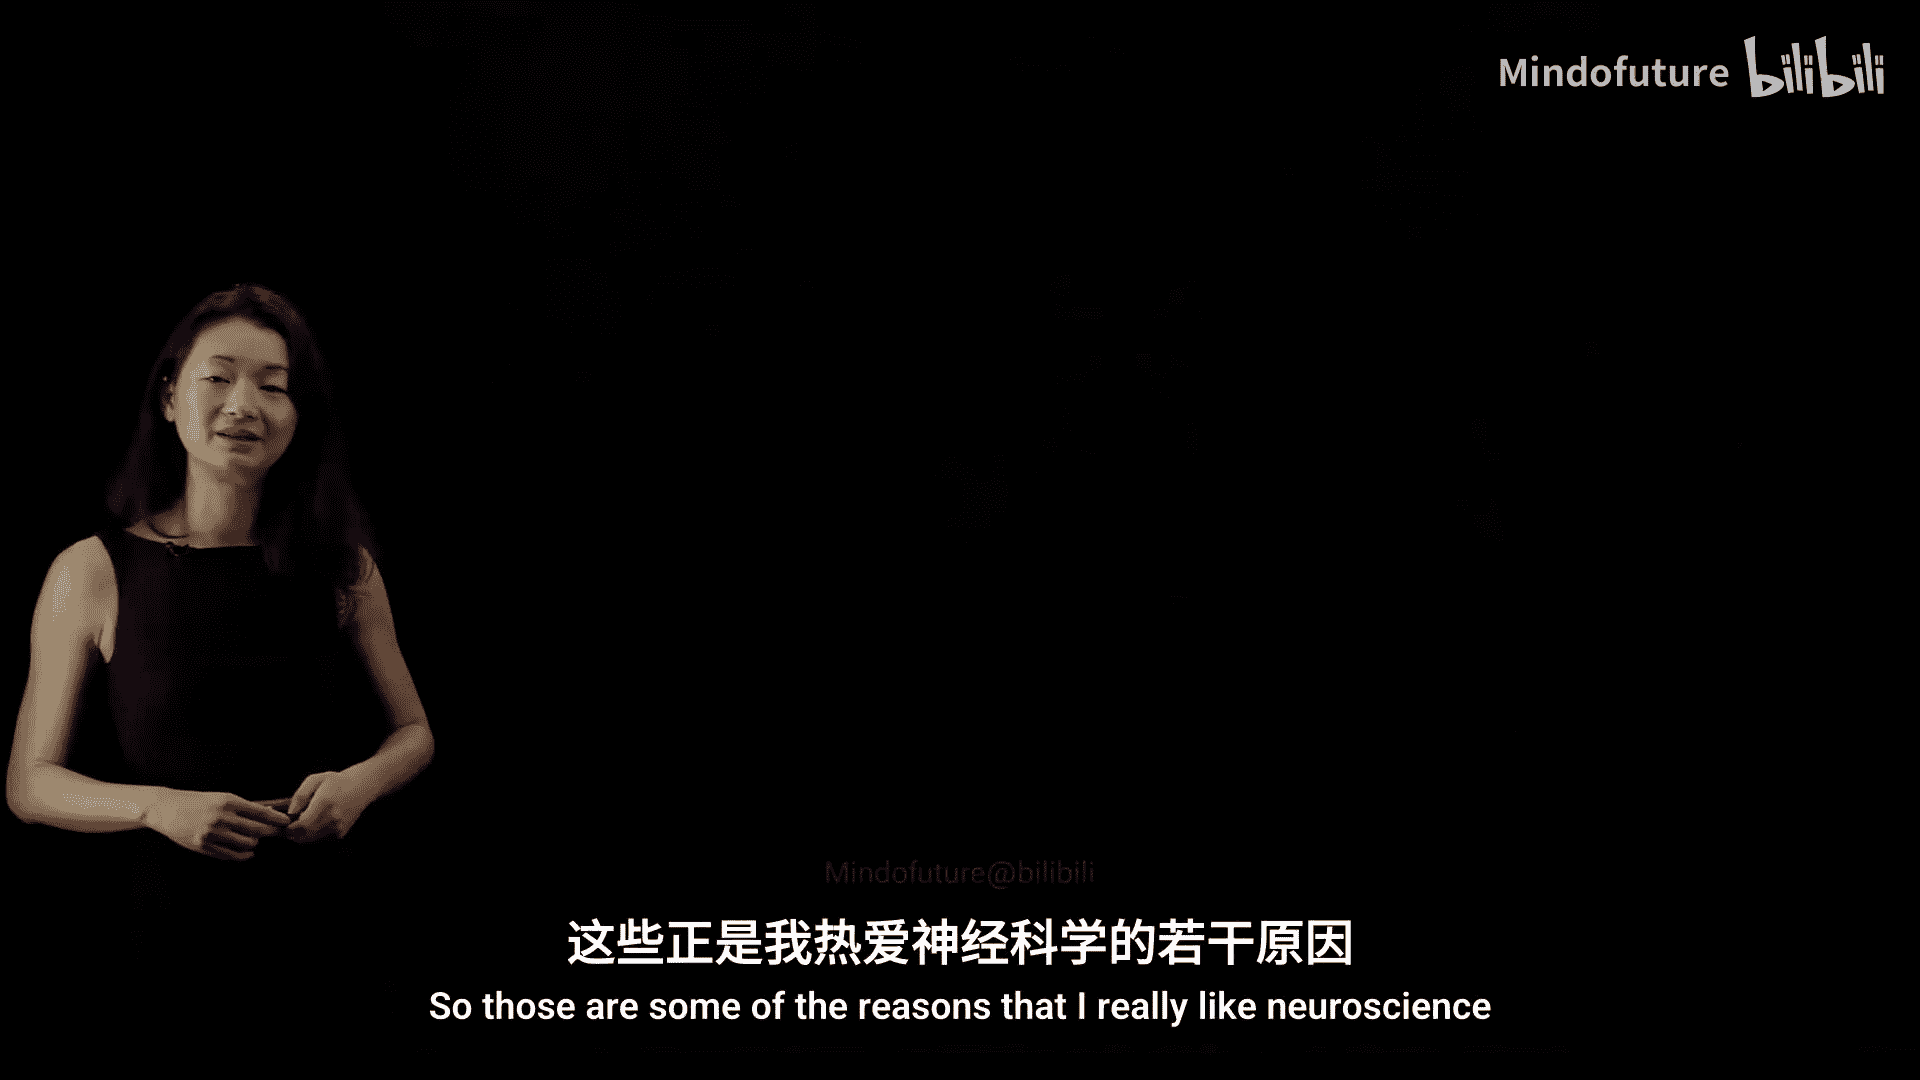 Mindofuture bilibili
Mindofuture@bilibili
这些正是我热爱神经科学的若干原因
So those are some of the reasons that I really like neuroscience